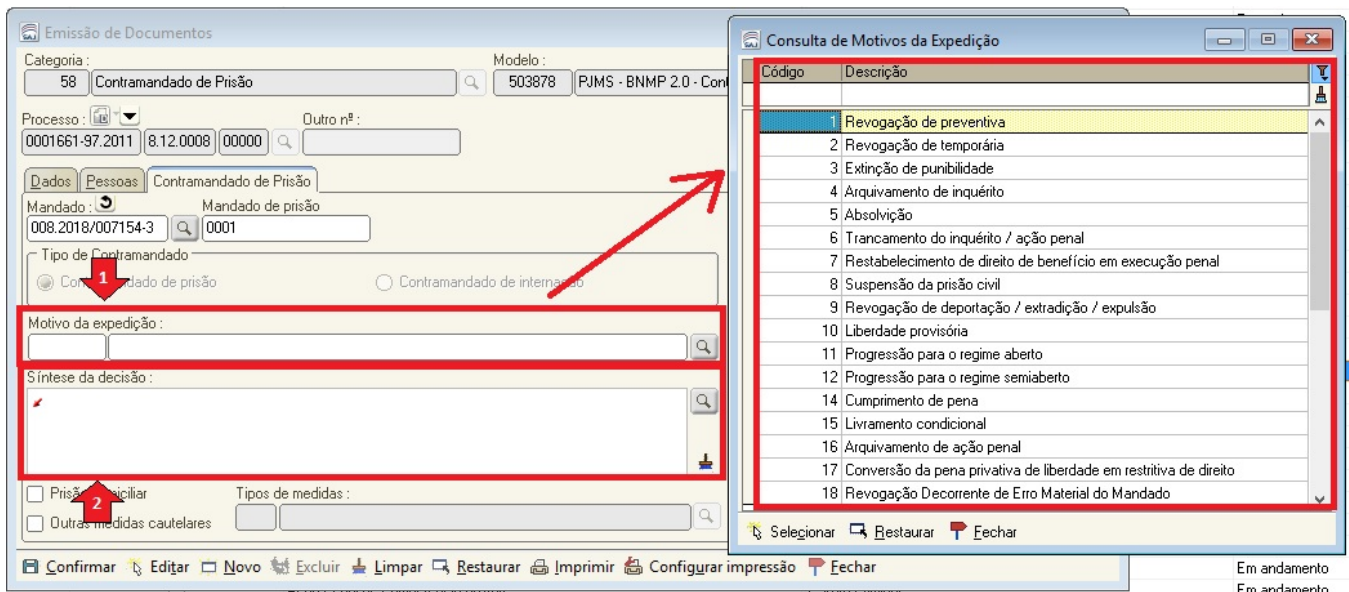 Emissão de Documentos
Categoria :
Modelo :
58 Contramandado de Prisão
503878 PJMS - BNMP 2.0 -
Processo :
Outro nº :
0001661-97.2011 8.12.0008 00000
Dados Pessoas Contramandado de Prisão
Mandado :
Mandado de prisão
008.2018/007154-3 0001
Tipo de Contramandado
1
de prisão
Contramandado de
Motivo da expedição :
Síntese da decisão :
2
Tipos de medidas :
Outras medidas cautelares
Confirmar Editar Novo Excluir Limpar Restaurar Imprimir Configurar impressão Fechar
Consulta de Motivos da Expedição
Código Descrição
1 Revogação de preventiva
2 Revogação de temporária
3 Extinção de punibilidade
4 Arquivamento de inquérito
5 Absolvição
6 Trancamento do inquérito / ação penal
7 Restabelecimento de direito de benefício em execução penal
8 Suspensão da prisão civil
9 Revogação de deportação / extradição / expulsão
10 Liberdade provisória
11 Progressão para o regime aberto
12 Progressão para o regime semiaberto
14 Cumprimento de pena
15 Livramento condicional
16 Arquivamento de ação penal
17 Conversão da pena privativa de liberdade em restritiva de direito
18 Revogação Decorrente de Erro Material do Mandado
Selecionar Restaurar Fechar
Em andamento
Em andamento